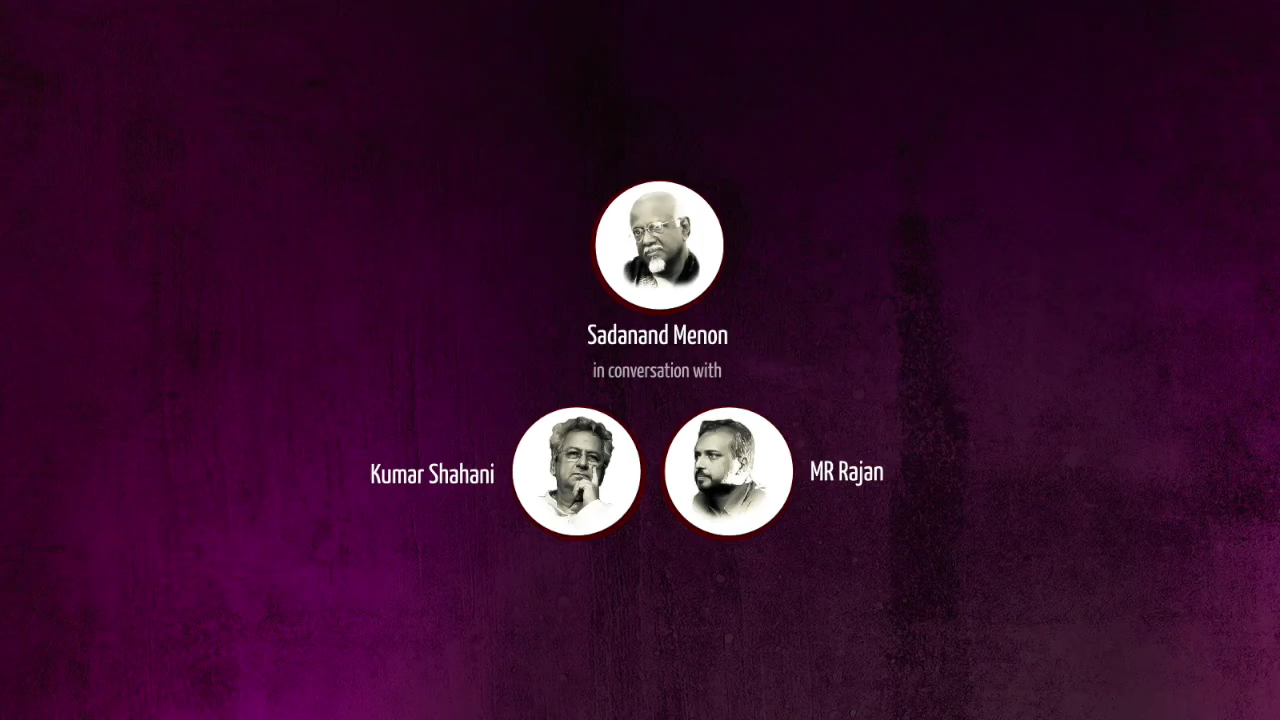 Sadanand Menon
in conversation with
Kumar Shahani
MR Rajan